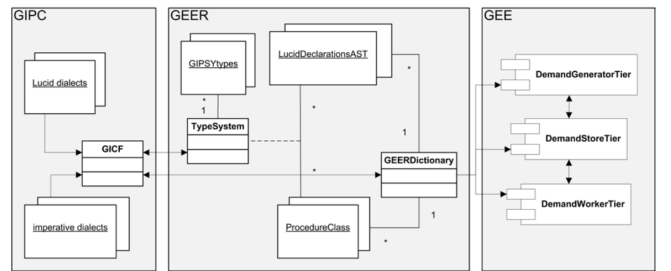 GIPC
GEER
GEE
Lucid dialects
GICF
imperative dialects
GIPSYtypes
*
1
TypeSystem
LucidDeclarationsAST
*
*
1
*
GEERDictionary
1
ProcedureClass
*
DemandGeneratorTier
DemandStoreTier
DemandWorkerTier